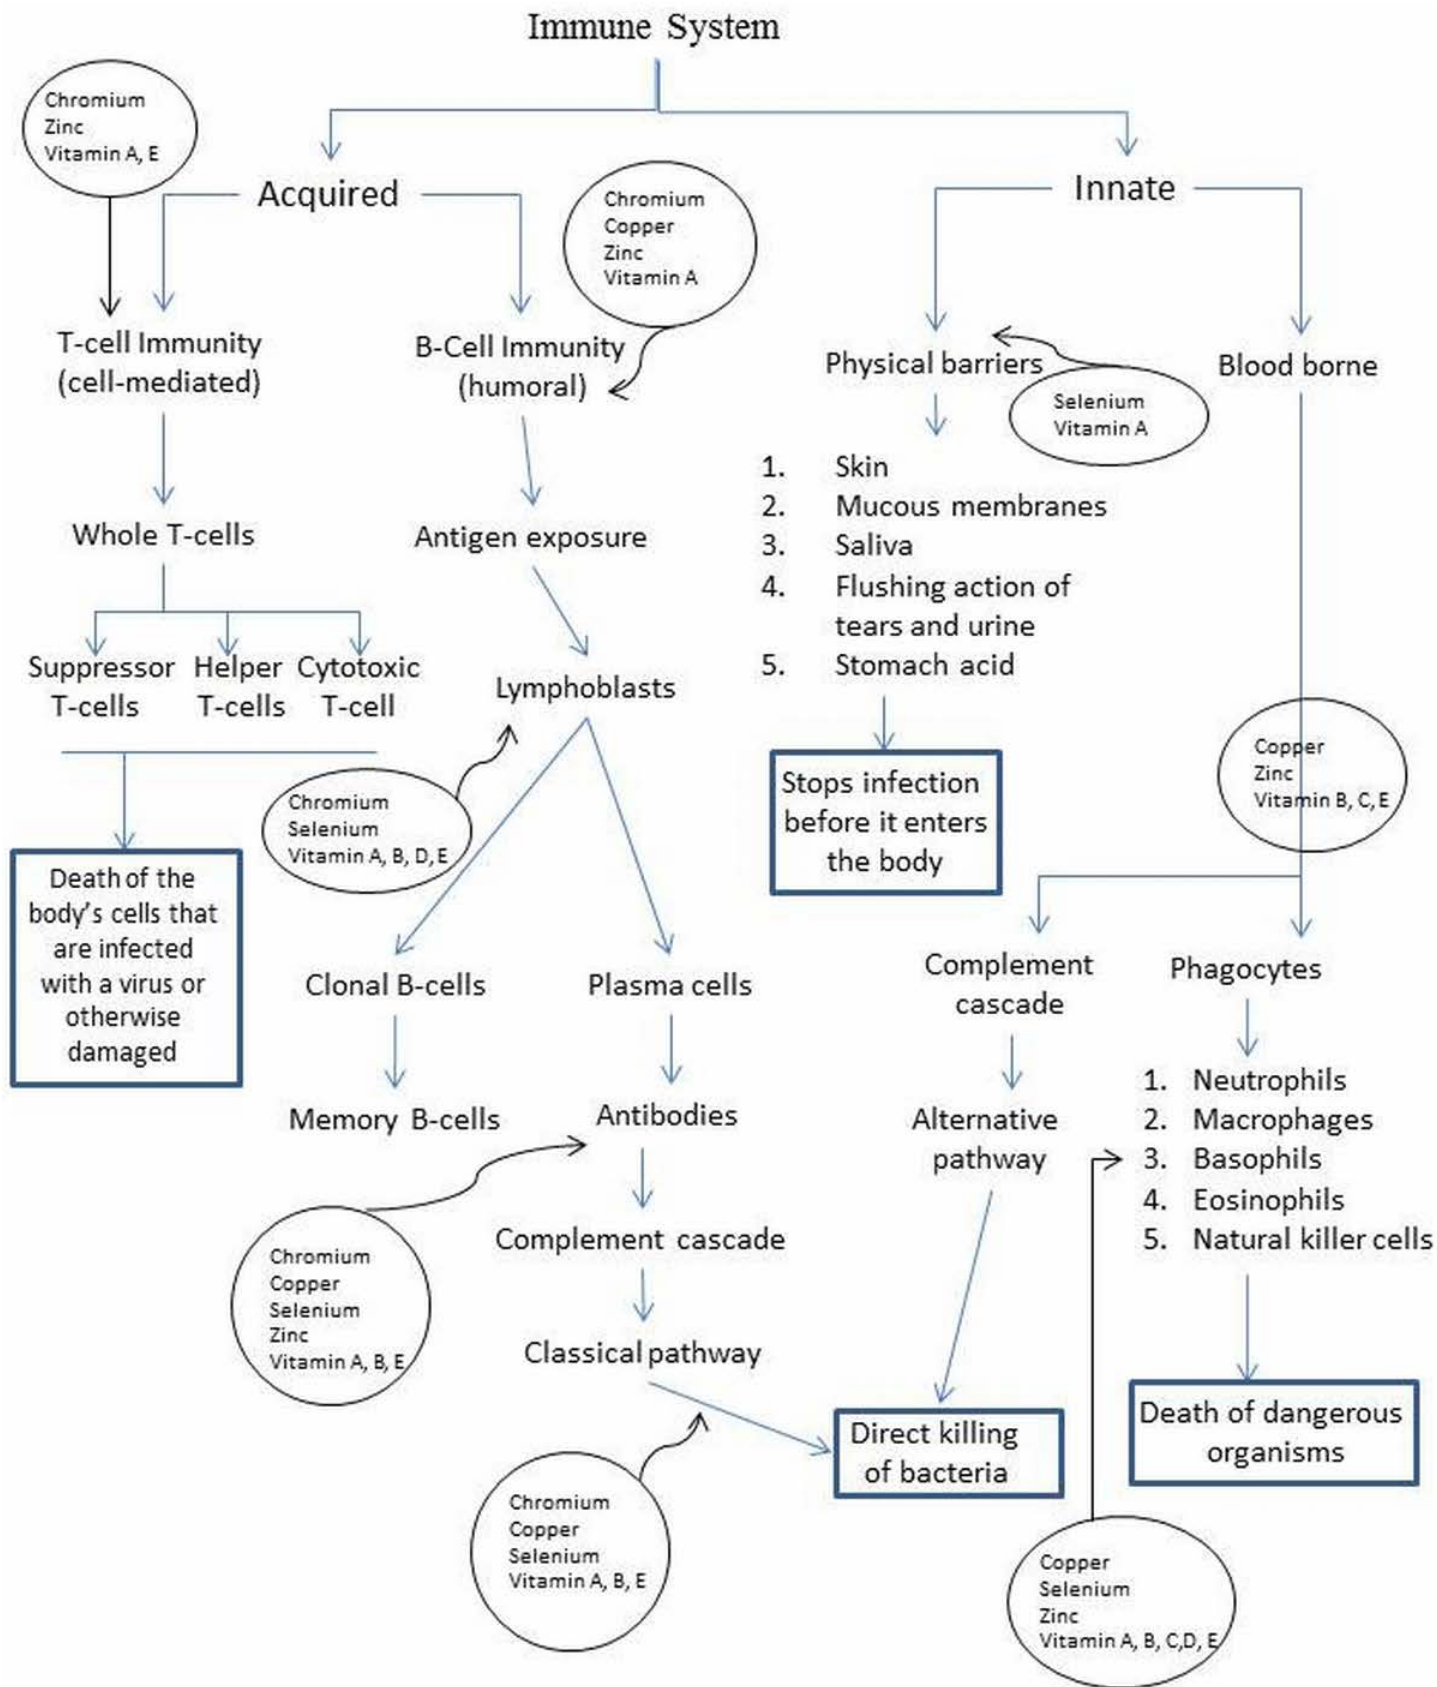 Immune System
Chromium
Zinc
Vitamin A, E
Acquired
Chromium
Copper
Zinc
Vitamin A
Innate
T-cell Immunity
(cell-mediated)
B-Cell Immunity
(humoral)
Physical barriers
Blood borne
Selenium
Vitamin A
Whole T-cells
Antigen exposure
1. Skin
2. Mucous membranes
3. Saliva
4. Flushing action of
tears and urine
5. Stomach acid
Suppressor
T-cells
Helper
T-cells
Cytotoxic
T-cell
Lymphoblasts
Chromium
Selenium
Vitamin A, B, D, E
Stops infection
before it enters
the body
Copper
Zinc
Vitamin B, C, E
Death of the
body's cells that
are infected
with a virus or
otherwise
damaged
Clonal B-cells
Plasma cells
Complement
cascade
Phagocytes
Memory B-cells
Antibodies
Alternative
pathway
1. Neutrophils
2. Macrophages
3. Basophils
4. Eosinophils
5. Natural killer cells
Chromium
Copper
Selenium
Zinc
Vitamin A, B, E
Complement cascade
Classical pathway
Direct killing
of bacteria
Death of dangerous
organisms
Chromium
Copper
Selenium
Vitamin A, B, E
Copper
Selenium
Zinc
Vitamin A, B, C,D, E